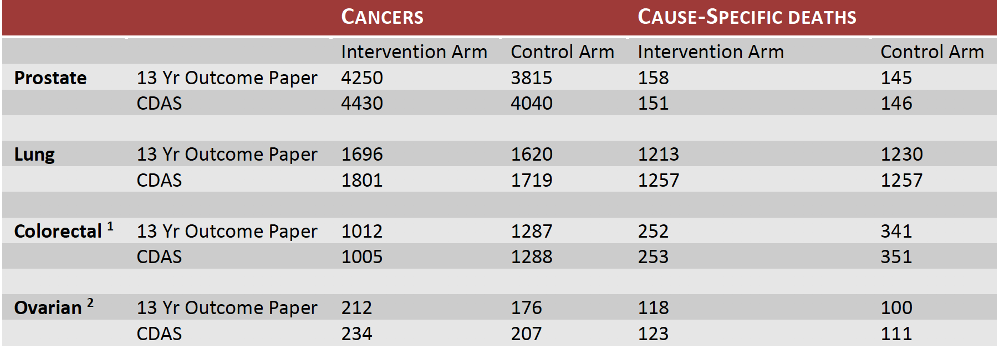 CANCERS CAUSE-SPECIFIC DEATHS
Intervention Arm Control Arm Intervention Arm Control Arm
Prostate 13 Yr Outcome Paper 4250 3815 158 145
CDAS 4430 4040 151 146
Lung 13 Yr Outcome Paper 1696 1620 1213 1230
CDAS 1801 1719 1257 1257
Colorectal 1 13 Yr Outcome Paper 1012 1287 252 341
CDAS 1005 1288 253 351
Ovarian 2 13 Yr Outcome Paper 212 176 118 100
CDAS 234 207 123 111